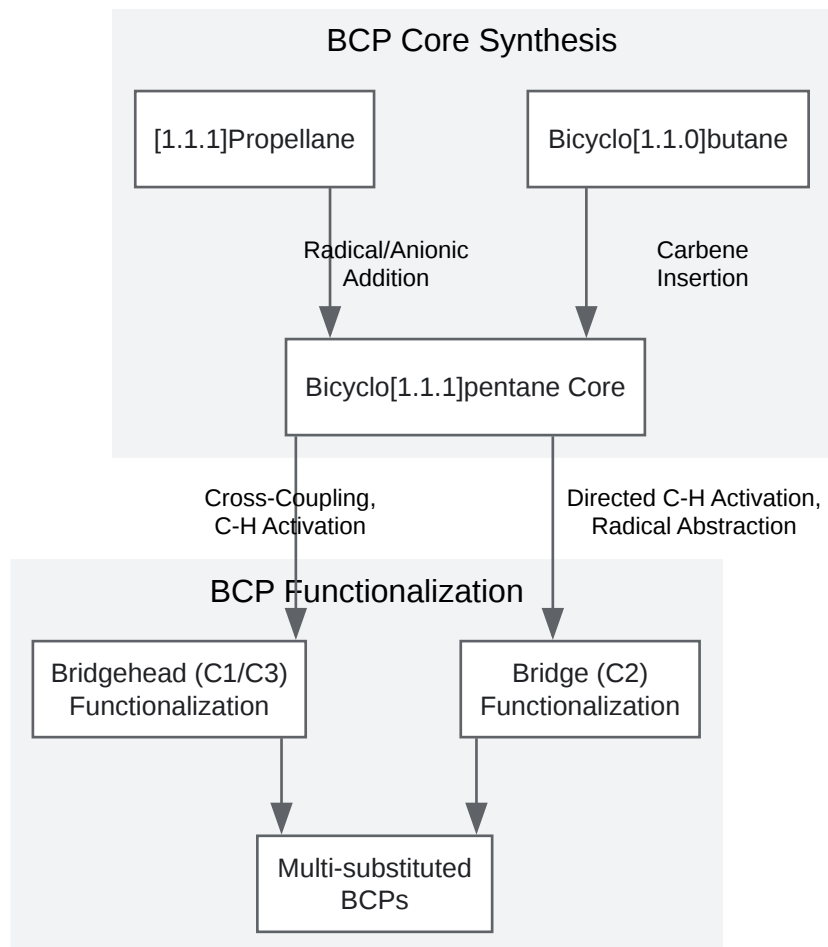 BCP Core Synthesis
[1.1.1]Propellane
Bicyclo[1.1.0]butane
Radical/Anionic
Addition
Carbene
Insertion
Bicyclo[1.1.1]pentane Core
Cross-Coupling,
C-H Activation
Directed C-H Activation,
Radical Abstraction
BCP Functionalization
Bridgehead (C1/C3)
Functionalization
Bridge (C2)
Functionalization
Multi-substituted
BCPs